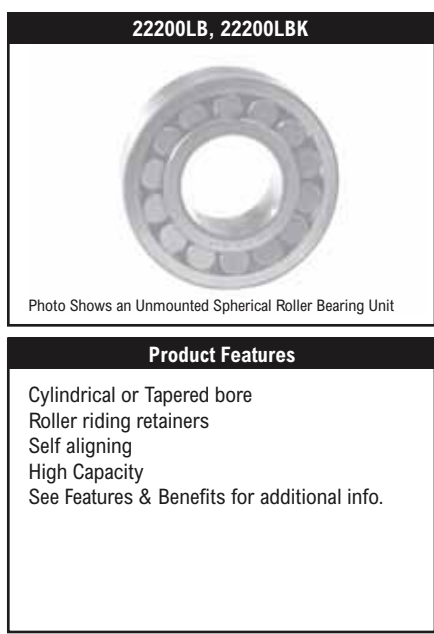 22200LB, 22200LBK
Photo Shows an Unmounted Spherical Roller Bearing Unit
Product Features
Cylindrical or Tapered bore
Roller riding retainers
Self aligning
High Capacity
See Features & Benefits for additional info.